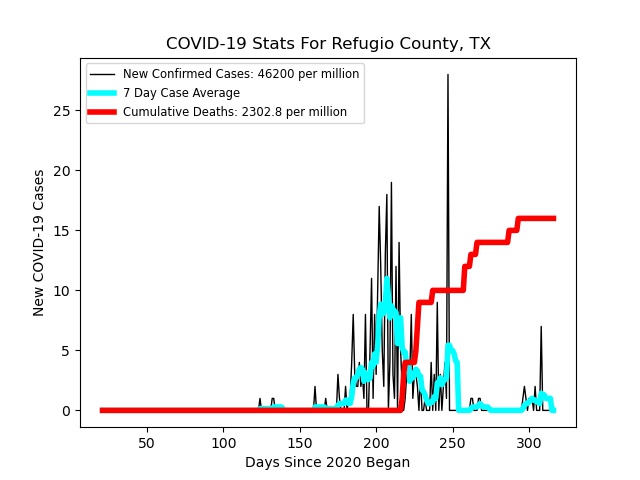 COVID-19 Stats For Refugio County, TX
New Confirmed Cases: 46200 per million
7 Day Case Average
Cumulative Deaths: 2302.8 per million
New COVID-19 Cases
25
20
15
10
5
0
50 100 150 200 250 300
Days Since 2020 Began